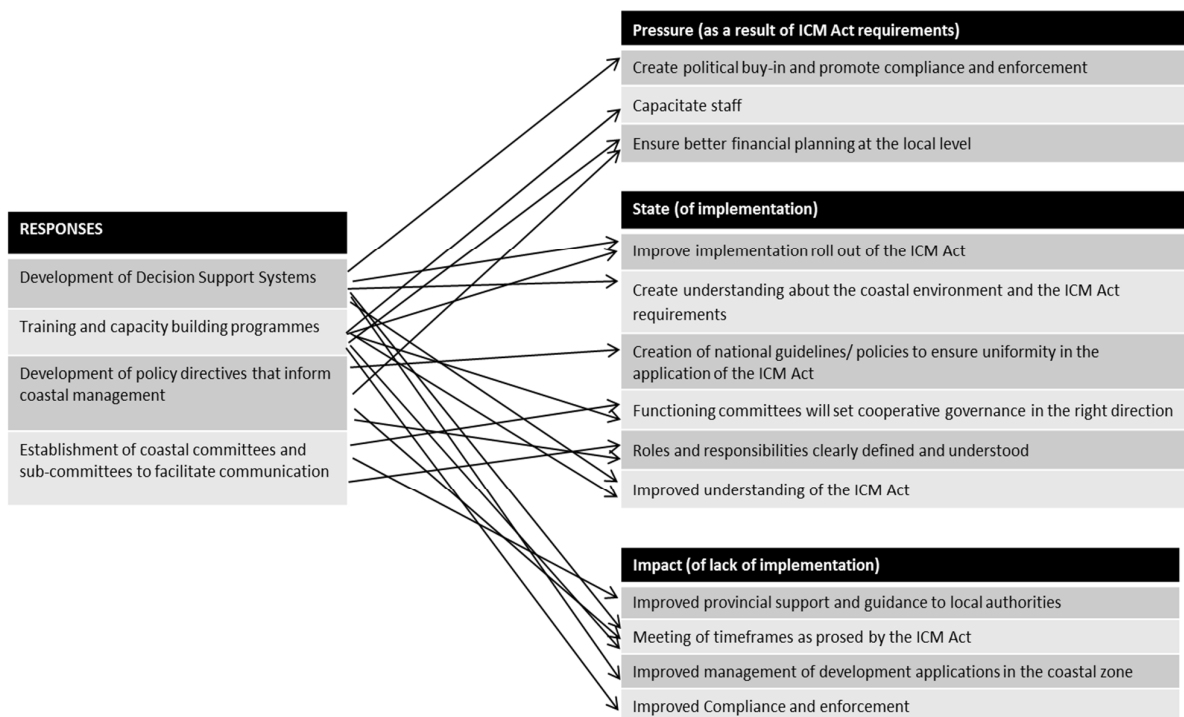 Pressure (as a result of ICM Act requirements)
Create political buy-in and promote compliance and enforcement
Capacitate staff
Ensure better financial planning at the local level
RESPONSES
Development of Decision Support Systems
Training and capacity building programmes
Development of policy directives that inform
coastal management
Establishment of coastal committees and
sub-committees to facilitate communication
State (of implementation)
Improve implementation roll out of the ICM Act
Create understanding about the coastal environment and the ICM Act
requirements
Creation of national guidelines/ policies to ensure uniformity in the
application of the ICM Act
Functioning committees will set cooperative governance in the right direction
Roles and responsibilities clearly defined and understood
Improved understanding of the ICM Act
Impact (of lack of implementation)
Improved provincial support and guidance to local authorities
Meeting of timeframes as prosed by the ICM Act
Improved management of development applications in the coastal zone
Improved Compliance and enforcement